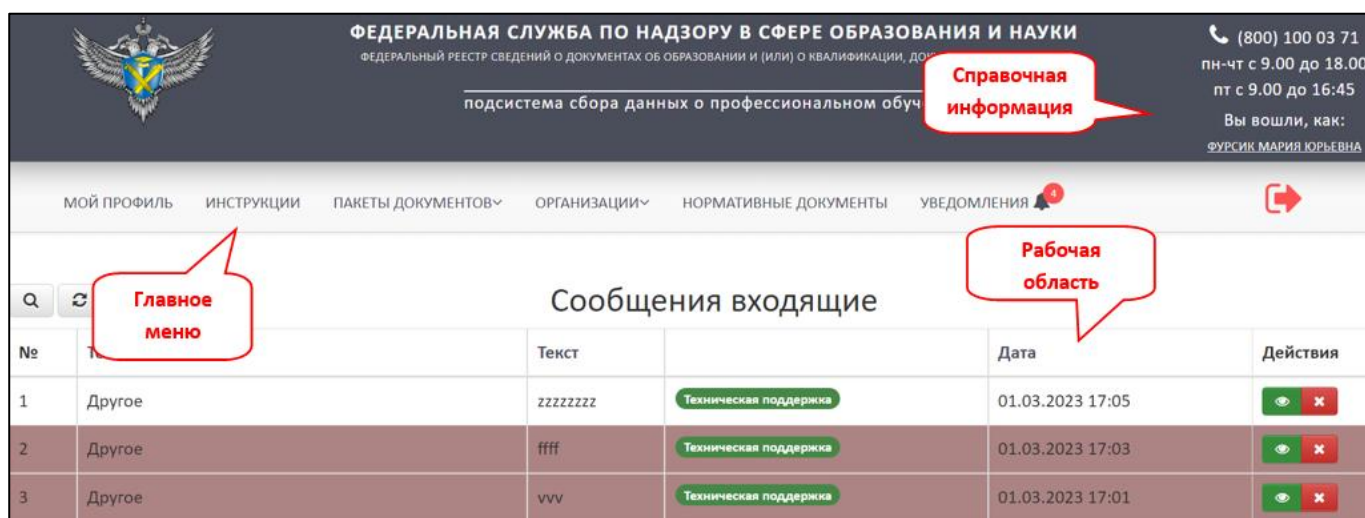 ФЕДЕРАЛЬНАЯ СЛУЖБА ПО НАДЗОРУ В СФЕРЕ ОБРАЗОВАНИЯ И НАУКИ
ФЕДЕРАЛЬНЫЙ РЕЕСТР СВЕДЕНИЙ О ДОКУМЕНТАХ ОБ ОБРАЗОВАНИИ И (ИЛИ) О КВАЛИФИКАЦИИ,
подсистема сбора данных о профессиональном
Справочная
информация
(800) 100 03 71
пн-чт с 9.00 до 18.00
пт с 9.00 до 16:45
Вы вошли, как:
ФУРСИК МАРИЯ ЮРЬЕВНА
МОЙ ПРОФИЛЬ ИНСТРУКЦИИ ПАКЕТЫ ДОКУМЕНТОВ ОРГАНИЗАЦИИ НОРМАТИВНЫЕ ДОКУМЕНТЫ УВЕДОМЛЕНИЯ 4
Главное
меню
Рабочая
область
Сообщения входящие
№ Текст Дата Действия
1 Другое zzzzzzzz Техническая поддержка 01.03.2023 17:05
2 Другое ffff Техническая поддержка 01.03.2023 17:03
3 Другое vvv Техническая поддержка 01.03.2023 17:01